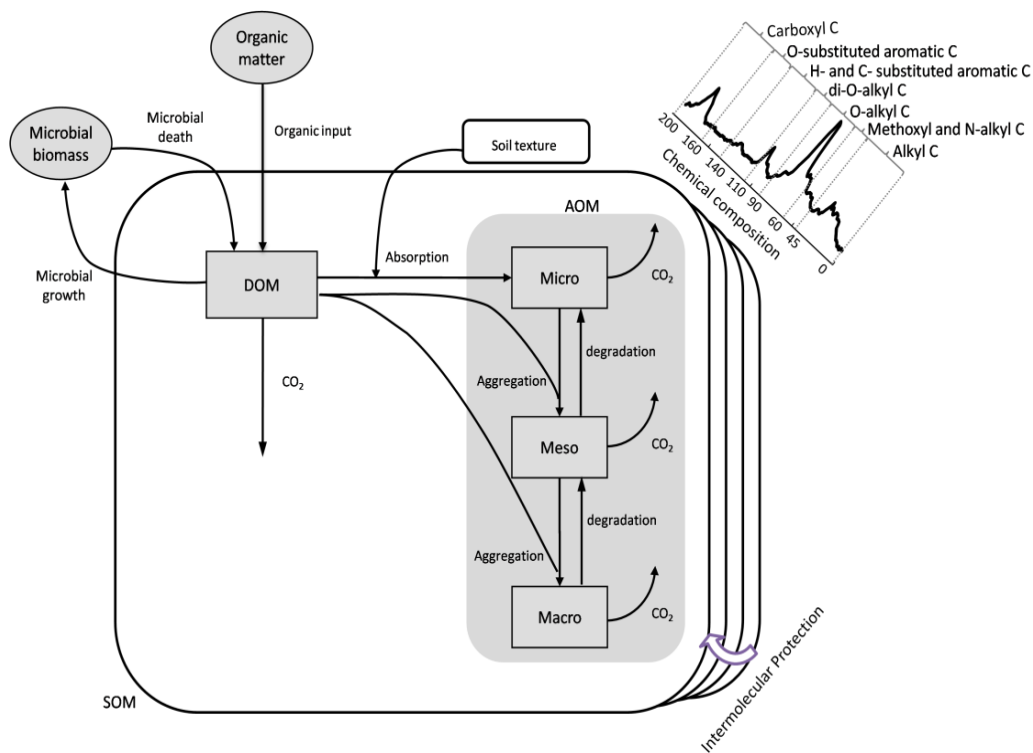 Organic
matter
Microbial
biomass
Microbial
death
Organic input
Soil texture
Carboxyl C
O-substituted aromatic C
H- and C- substituted aromatic C
di-O-alkyl C
O-alkyl C
Methoxyl and N-alkyl C
Alkyl C
200
160
140
110
90
60
45
0
Chemical composition
AOM
Microbial
growth
DOM
Absorption
Micro
CO2
degradation
Aggregation
CO2
Meso
CO2
degradation
Aggregation
Macro
CO2
SOM
Intermolecular Protection